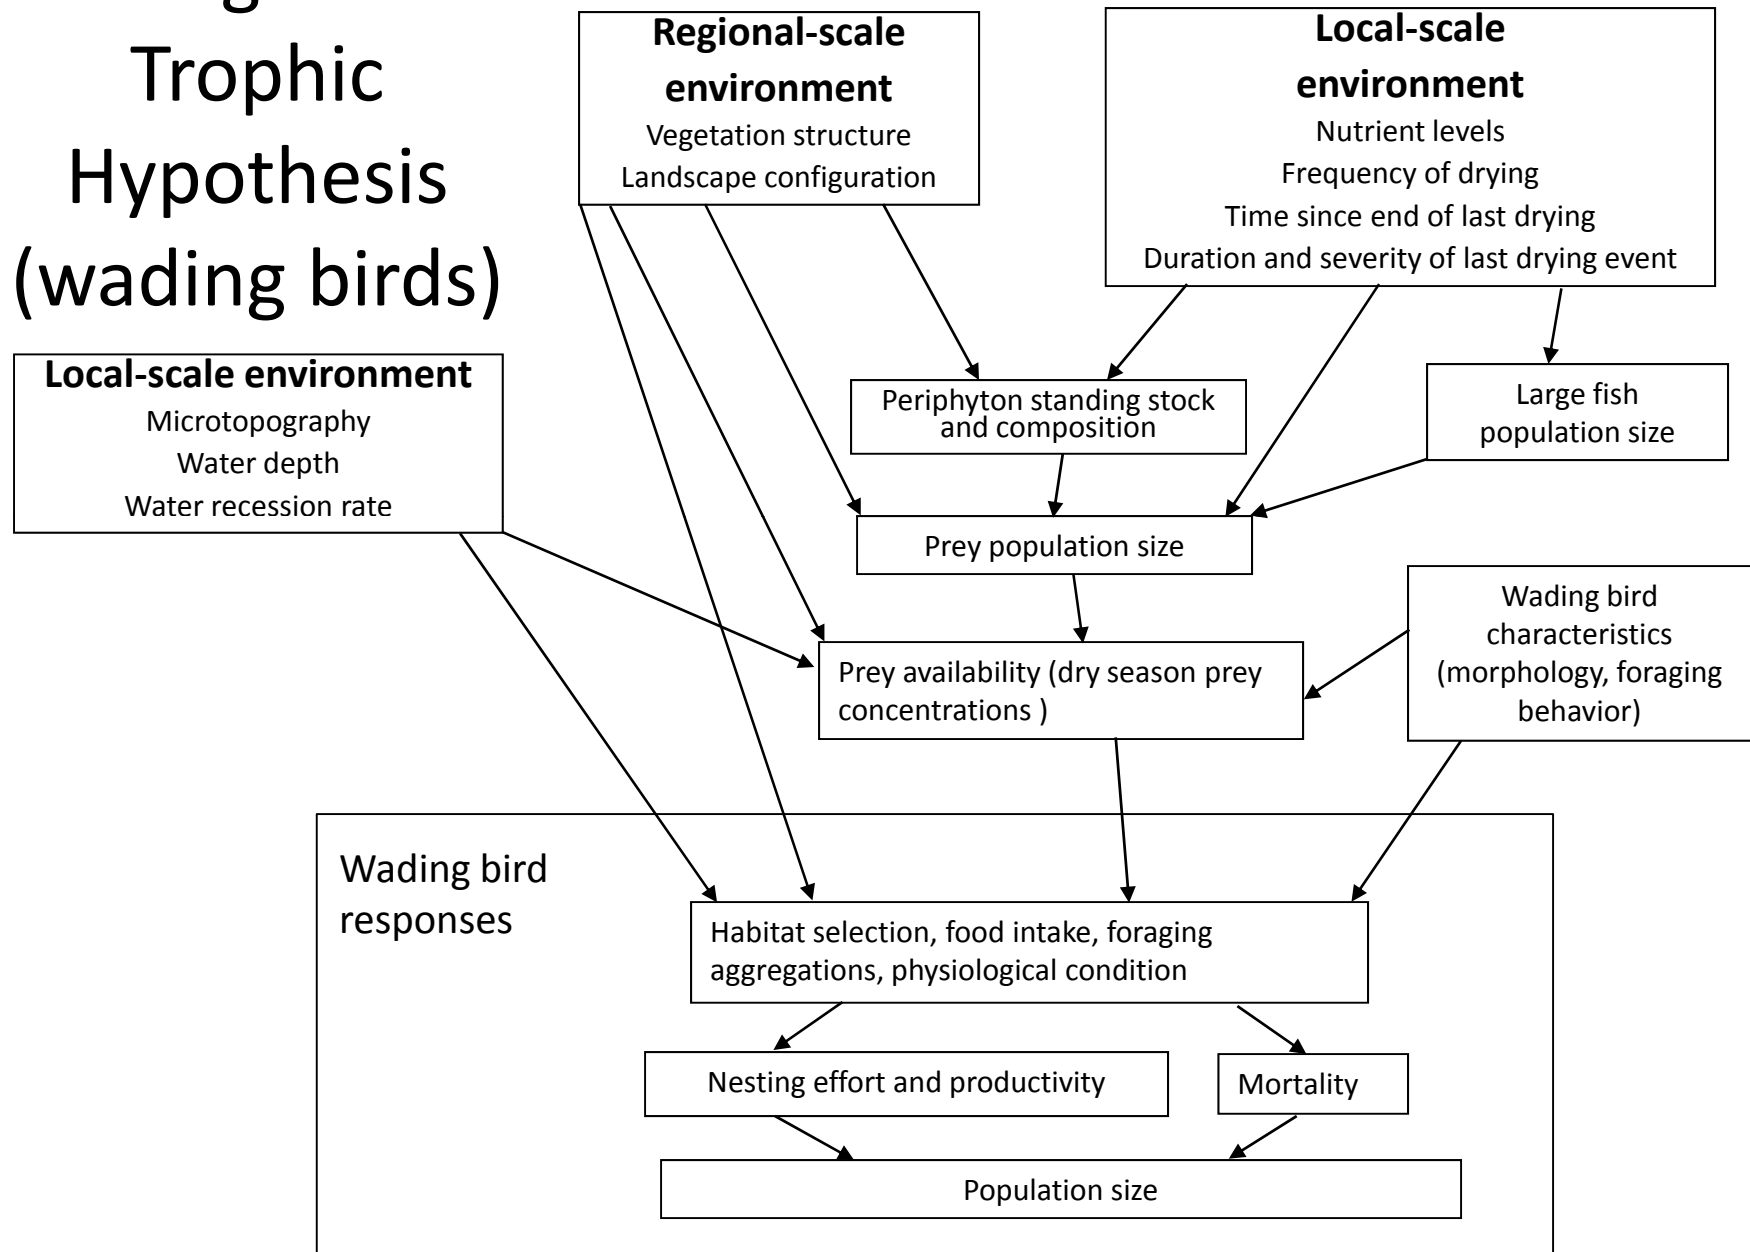 Trophic
Hypothesis
(wading birds)
Regional-scale
environment
Vegetation structure
Landscape configuration
Local-scale
environment
Nutrient levels
Frequency of drying
Time since end of last drying
Duration and severity of last drying event
Local-scale environment
Microtopography
Water depth
Water recession rate
Periphyton standing stock
and composition
Large fish
population size
Prey population size
Wading bird
characteristics
(morphology, foraging
behavior)
Prey availability (dry season prey
concentrations )
Wading bird
responses
Habitat selection, food intake, foraging
aggregations, physiological condition
Nesting effort and productivity
Mortality
Population size